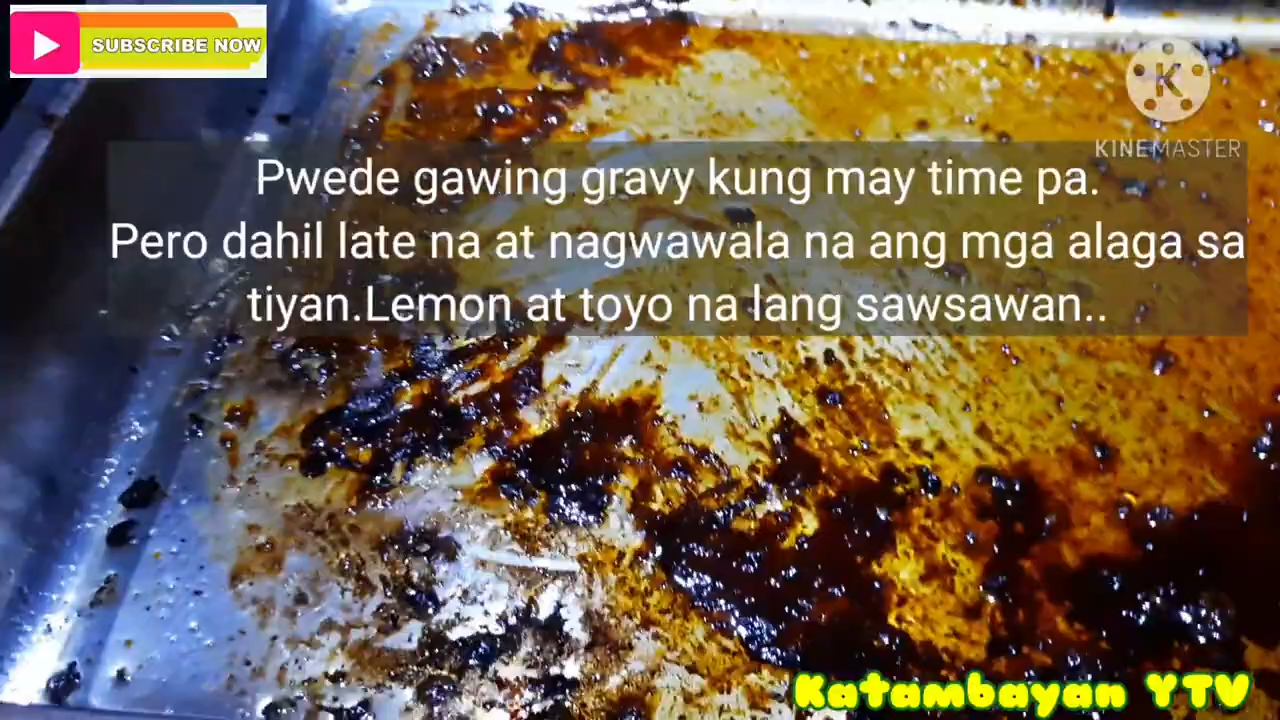 SUBSCRIBE NOW
K
KINEMASTER
Pwede gawing gravy kung may time pa.
Pero dahil late na at nagwawala na ang mga alaga sa
tiyan.Lemon at toyo na lang sawsawan..
Katambayan YTV